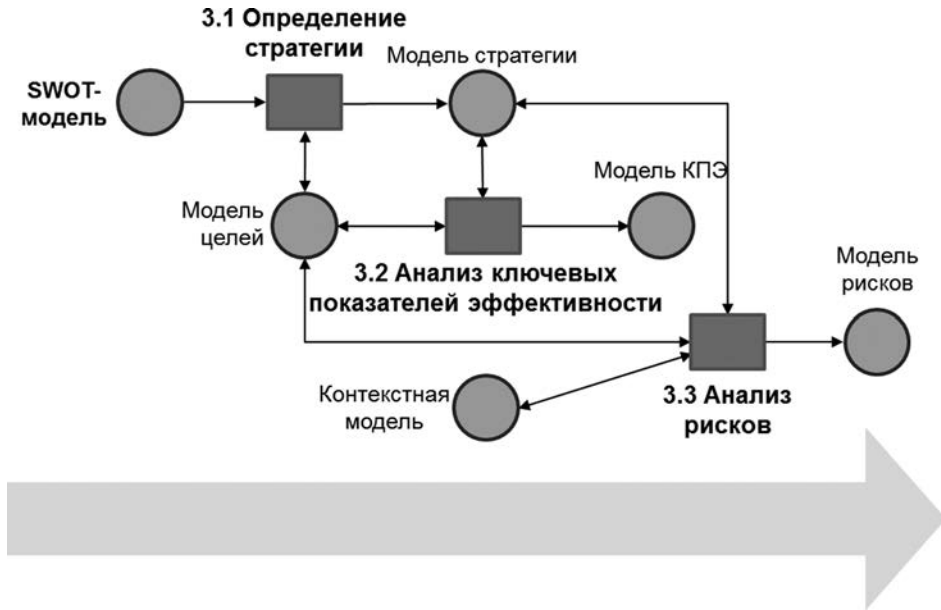 3.1 Определение
стратегии
Модель стратегии
SWOT-
модель
Модель КПЭ
Модель
целей
3.2 Анализ ключевых
показателей эффективности
Модель
рисков
Контекстная
модель
3.3 Анализ
рисков